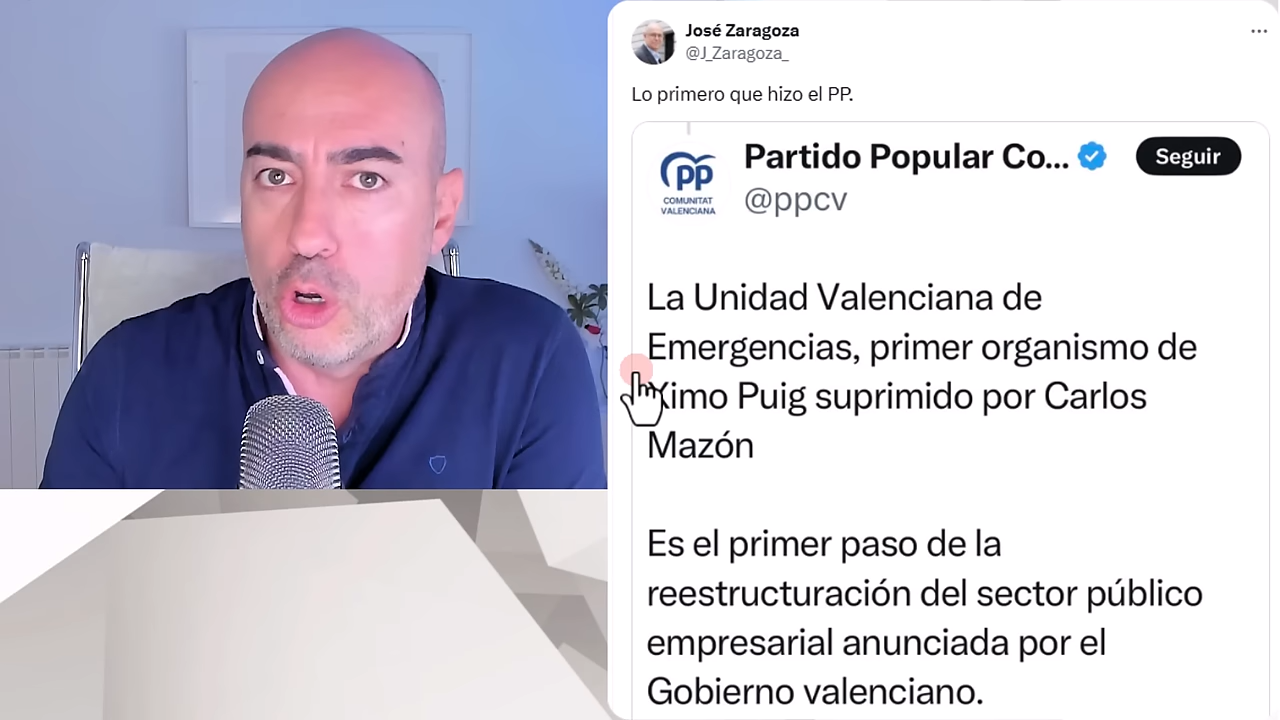 José Zaragoza
@J_Zaragoza_
Lo primero que hizo el PP.
Partido Popular Co...
Seguir
@ppcv
PP
COMUNITAT
VALENCIANA
La Unidad Valenciana de
Emergencias, primer organismo de
Ximo Puig suprimido por Carlos
Mazón
Es el primer paso de la
reestructuración del sector público
empresarial anunciada por el
Gobierno valenciano.